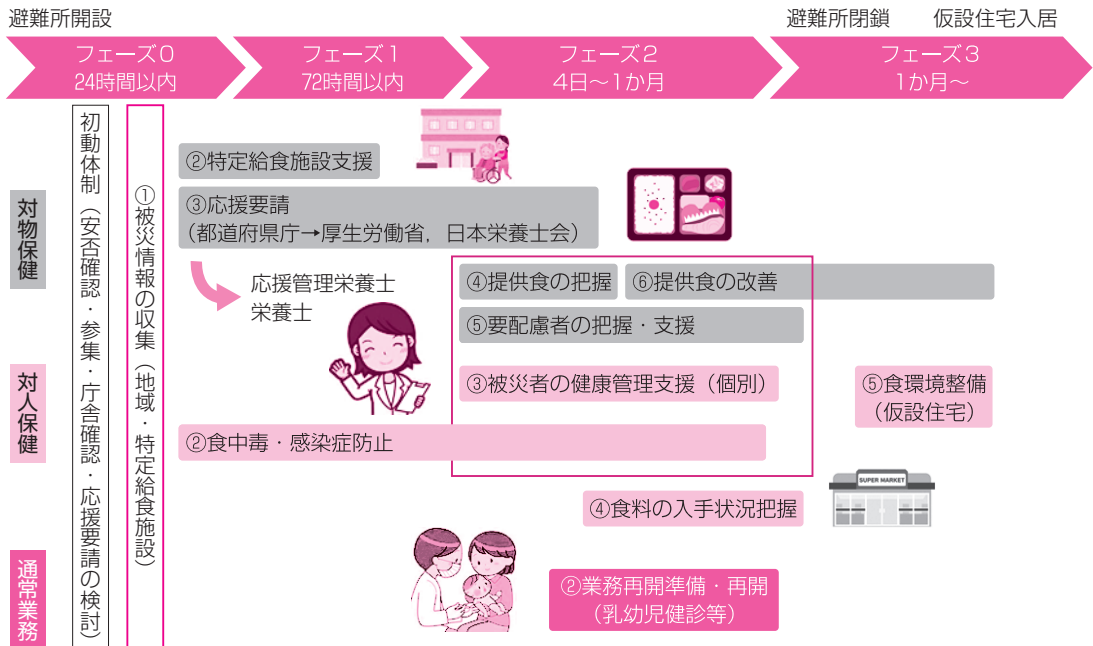 避難所開設
避難所閉鎖
仮設住宅入居
フェーズ0
24時間以内
フェーズ1
72時間以内
フェーズ2
4日～1か月
フェーズ3
1か月～
対物保健
対人保健
通常業務
初動体制（安否確認・参集・庁舎確認・応援要請の検討）
①被災情報の収集（地域・特定給食施設）
②特定給食施設支援
③応援要請
（都道府県庁→厚生労働省，日本栄養士会）
応援管理栄養士
栄養士
④提供食の把握
⑥提供食の改善
⑤要配慮者の把握・支援
③被災者の健康管理支援（個別）
⑤食環境整備
（仮設住宅）
②食中毒・感染症防止
SUPER MARKET
④食料の入手状況把握
②業務再開準備・再開
（乳幼児健診等）